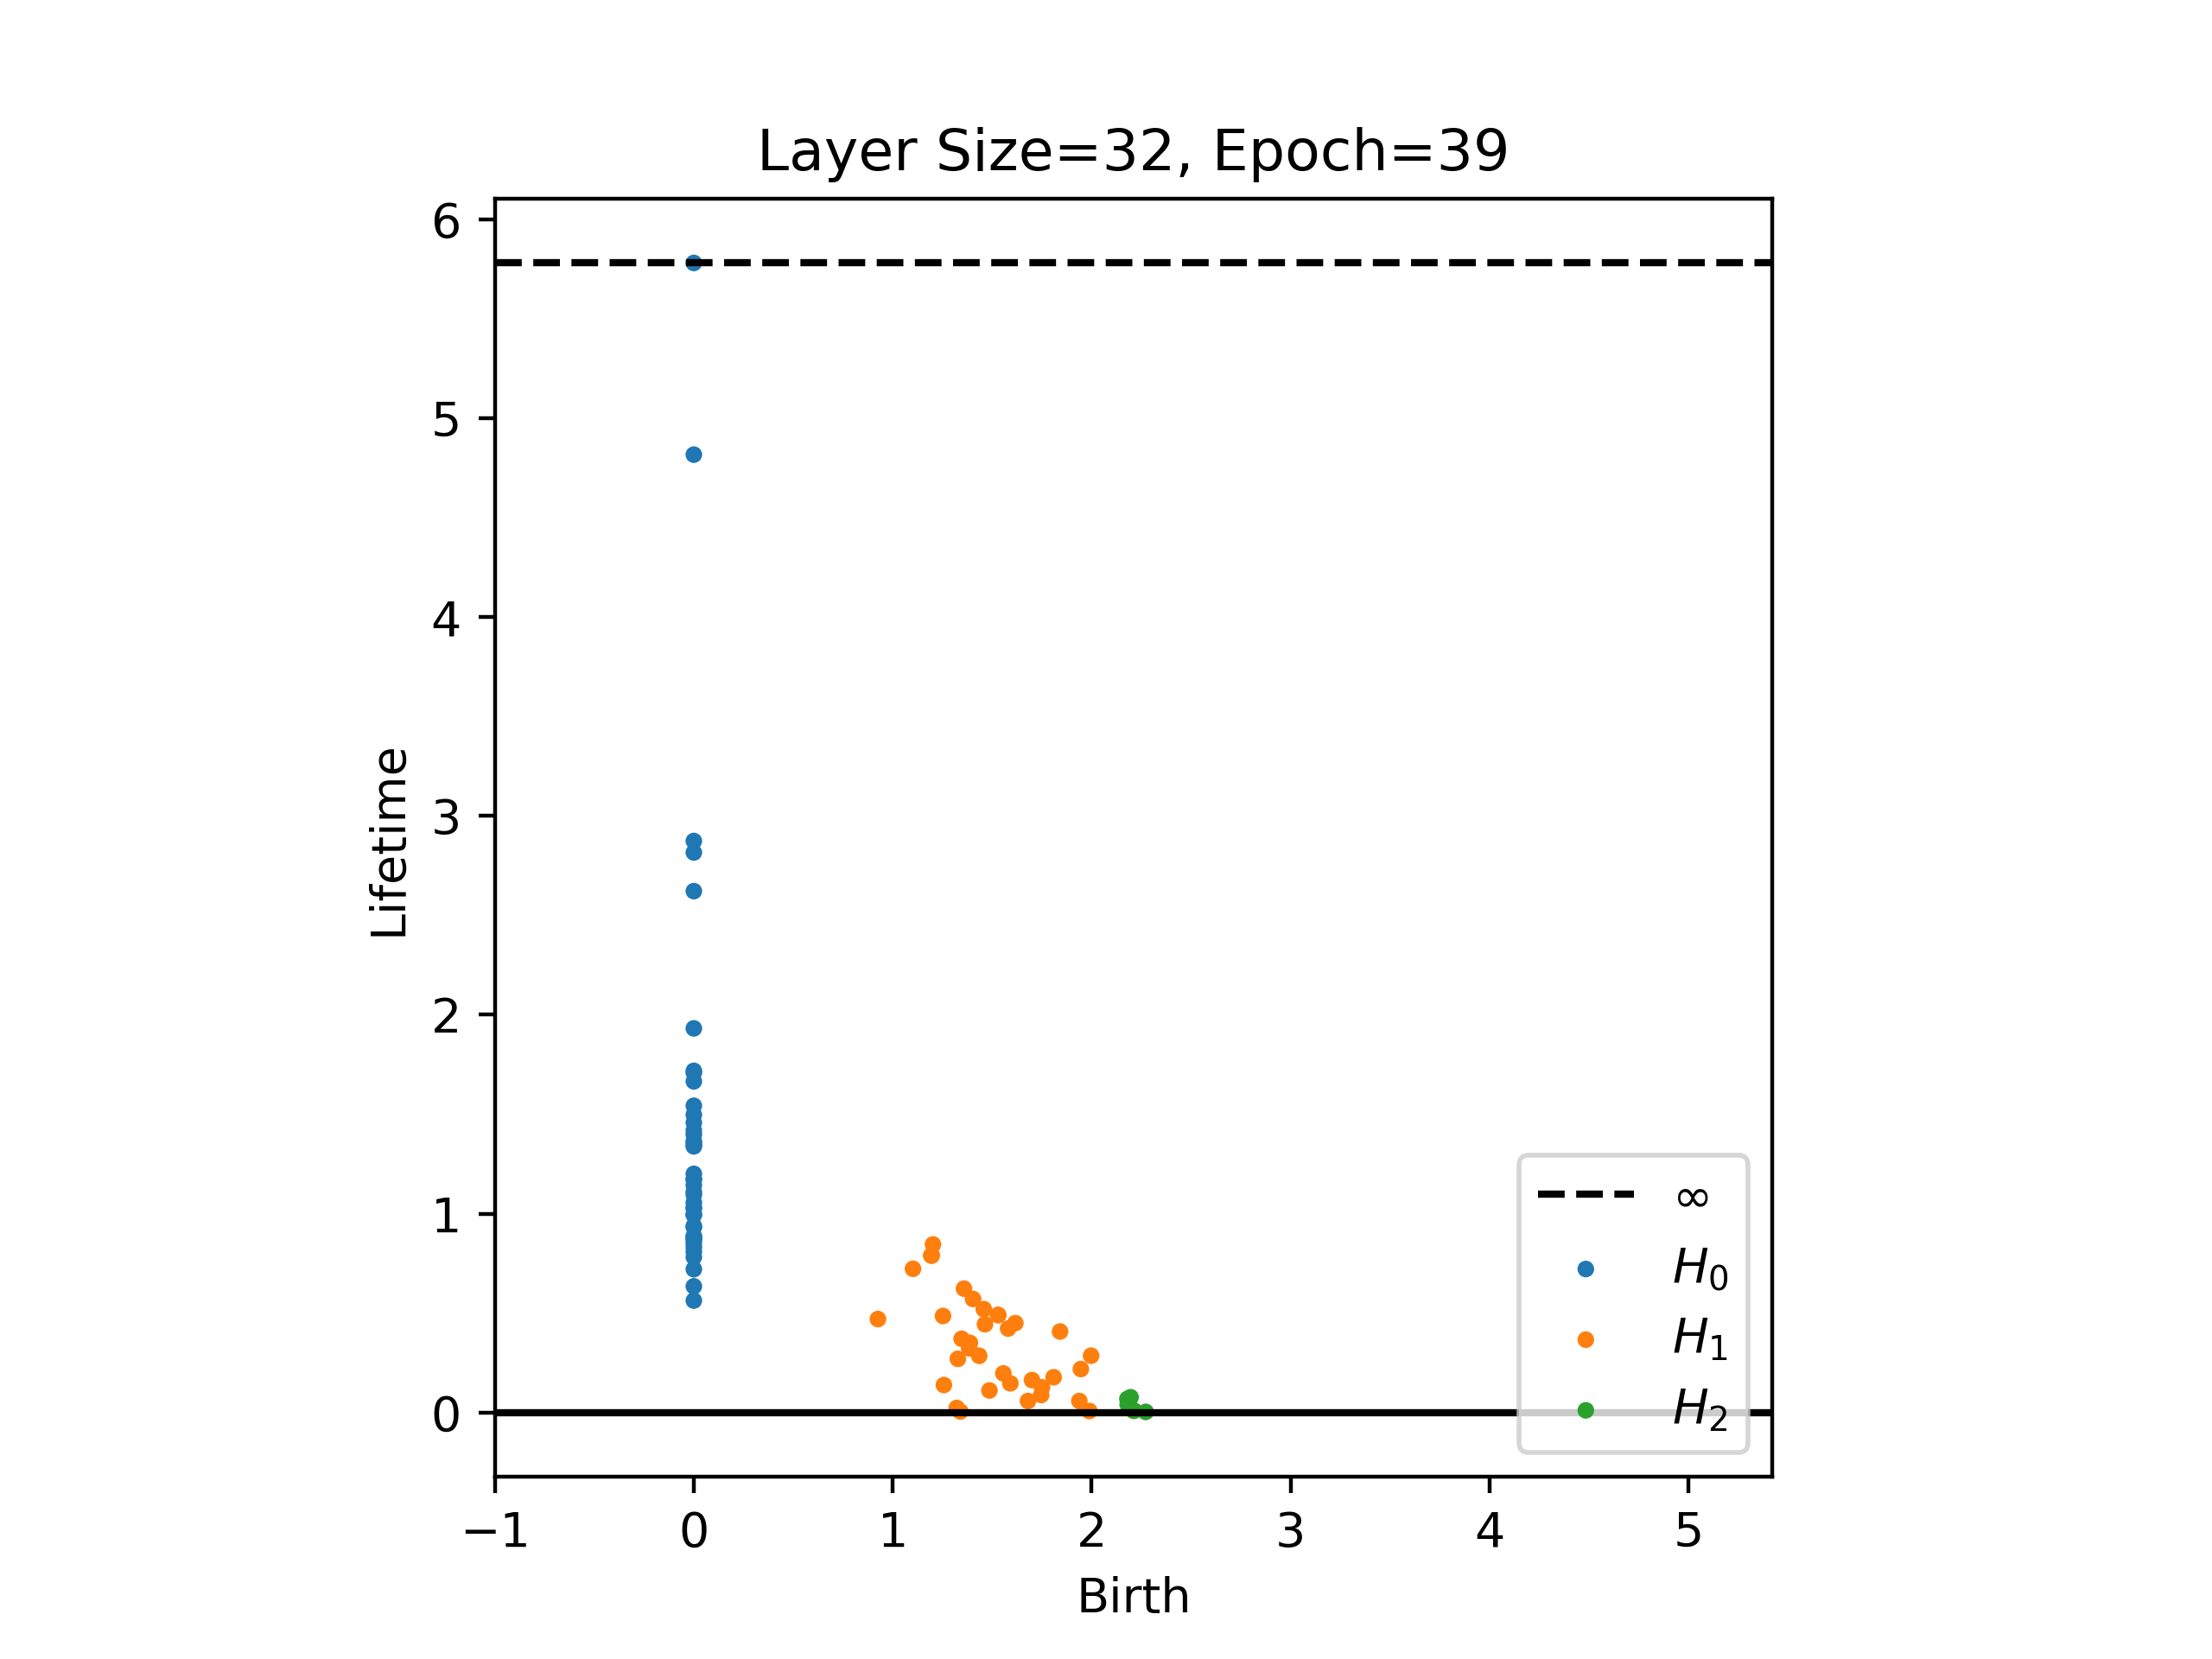 Layer Size=32, Epoch=39
6
5
4
3
2
1
0
Lifetime
∞
H₀
H₁
H₂
−1 0 1 2 3 4 5
Birth